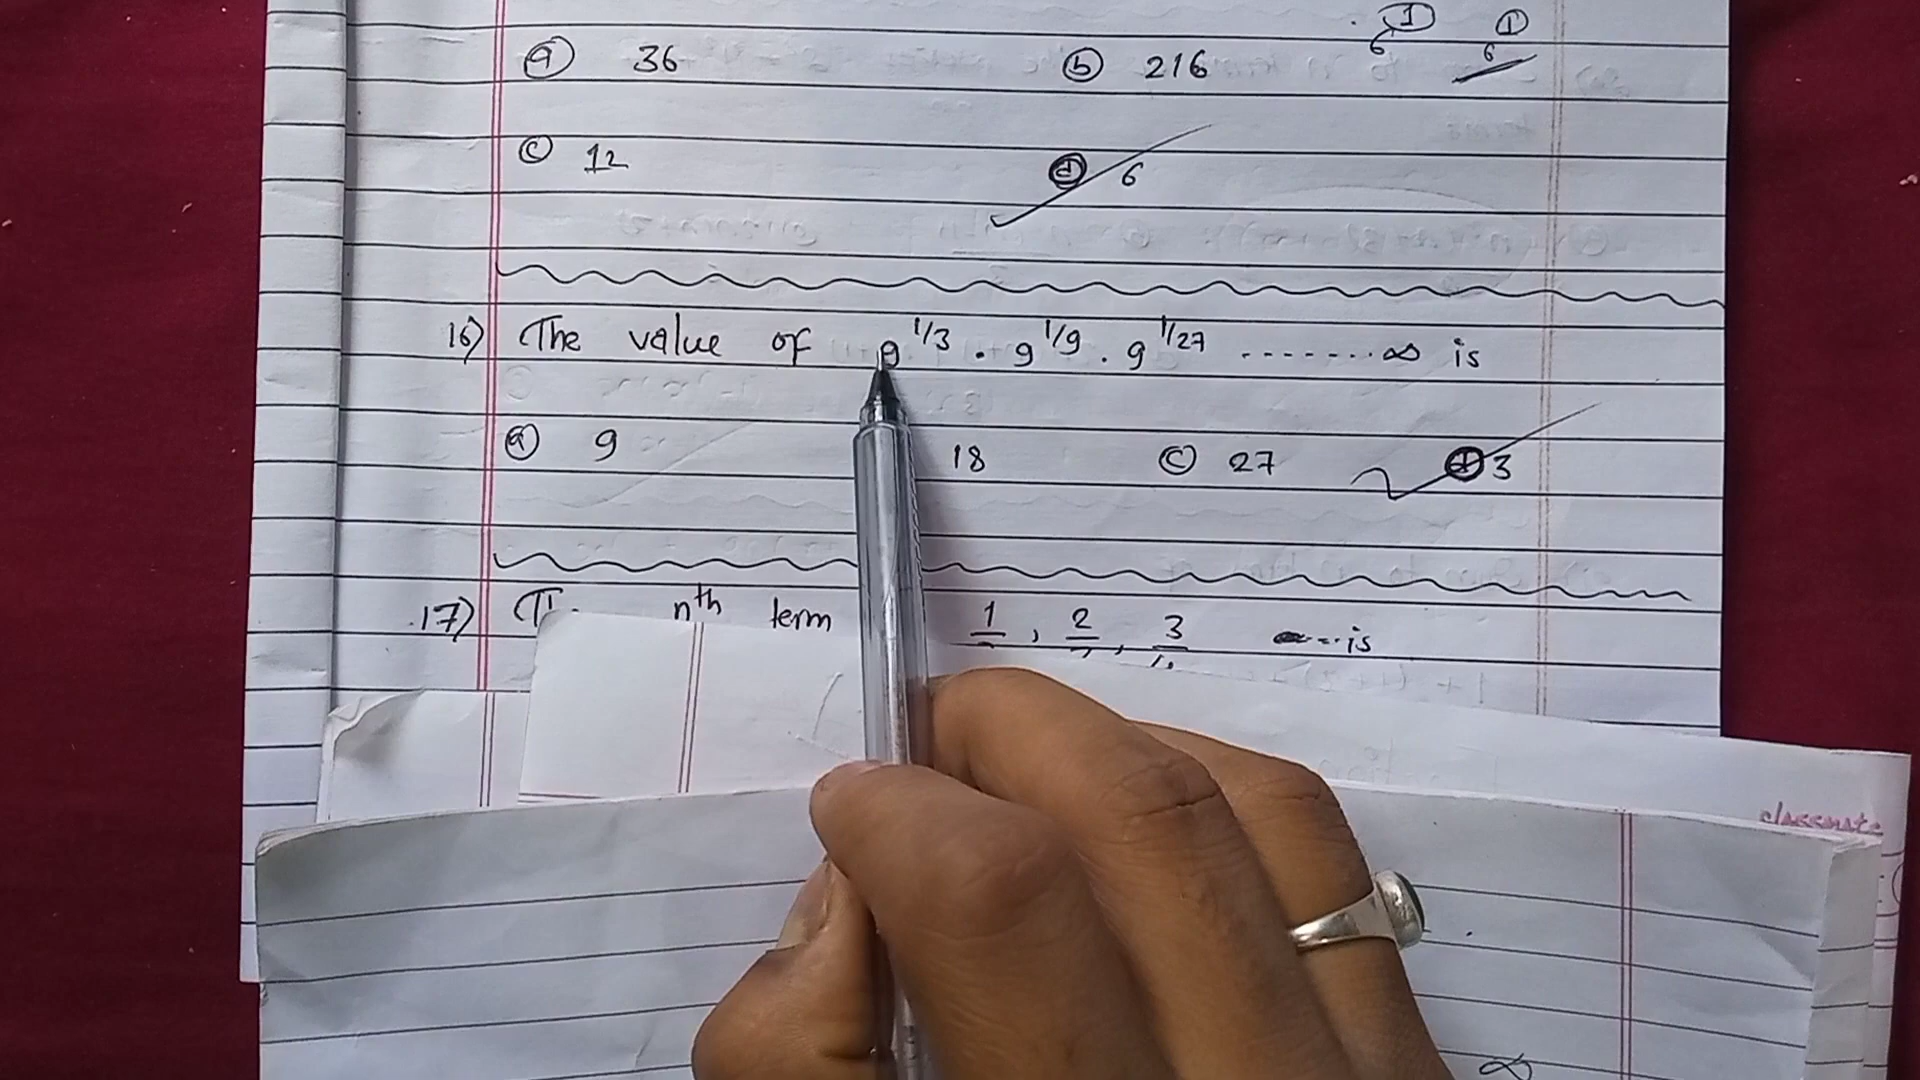 1 1
6 6
a 36 b 216
c 12 d 6
16) The value of 9^1/3 . 9^1/9 . 9^1/27 ........∞ is
a 9 18 c 27 d 3
17) nth term 1, 2, 3 ... is
classmate
∞